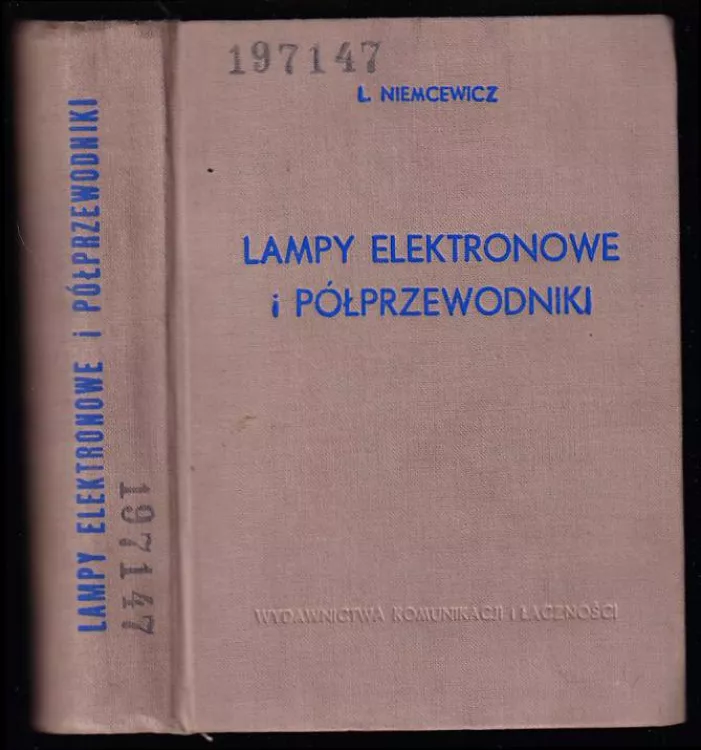 197147
L. NIEMCEWICZ
LAMPY ELEKTRONOWE
i PÓŁPRZEWODNIKI
WYDAWNICTWA KOMUNIKACJI i ŁĄCZNOŚCI
LAMPY ELEKTRONOWE i PÓŁPRZEWODNIKI
197147